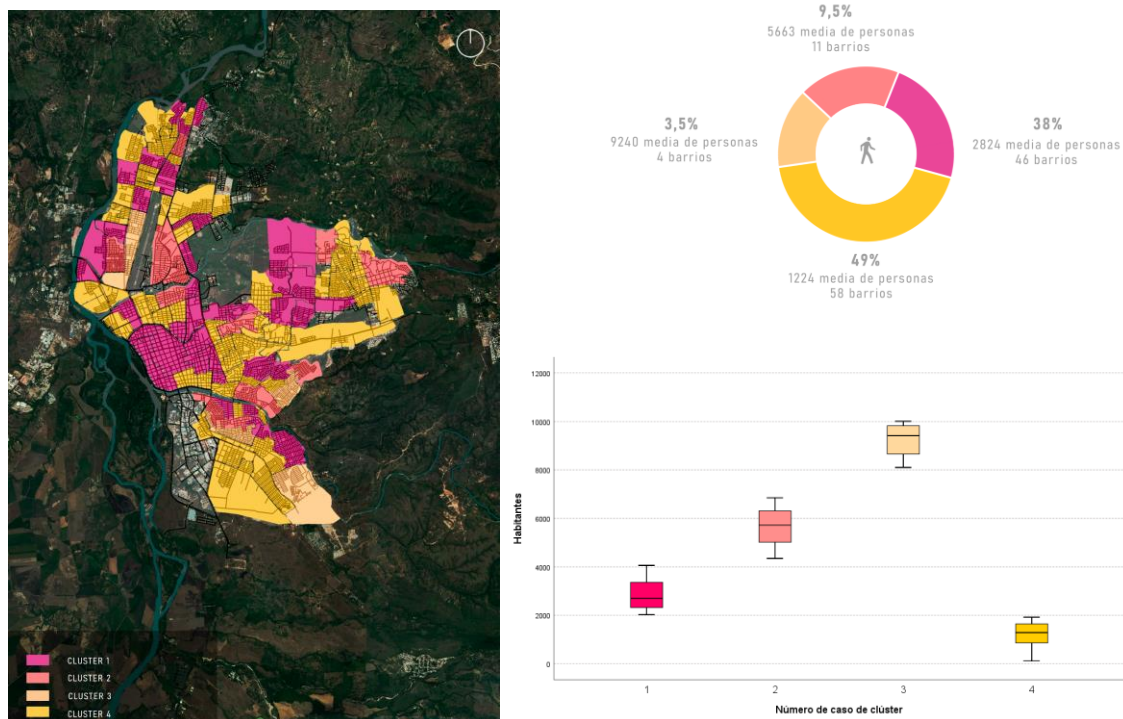 CLUSTER 1
CLUSTER 2
CLUSTER 3
CLUSTER 4
9,5%
5663 media de personas
11 barrios
3,5%
9240 media de personas
4 barrios
38%
2824 media de personas
46 barrios
49%
1224 media de personas
58 barrios
12000
10000
8000
6000
4000
2000
0
Habitantes
1
2
3
4
Número de caso de clúster